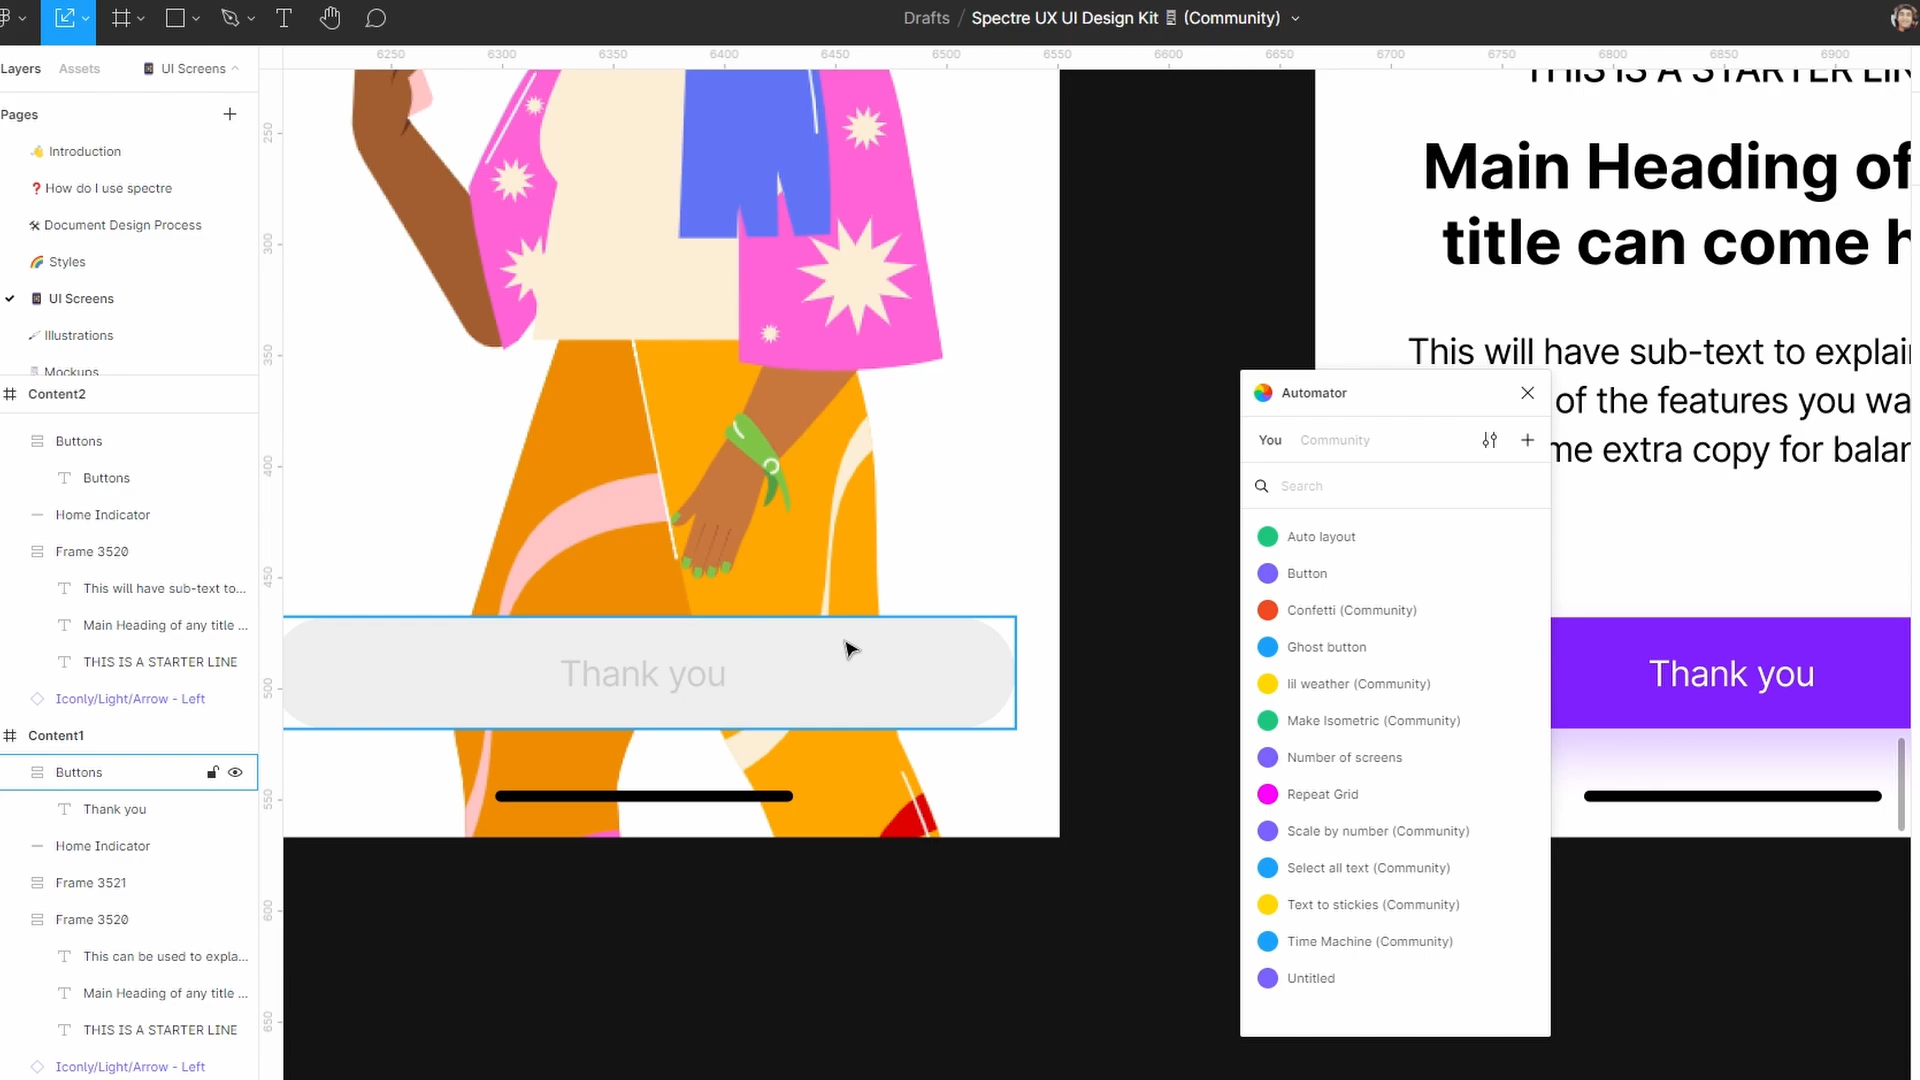 Drafts / Spectre UX UI Design Kit (Community)
Layers Assets UI Screens
Pages
Introduction
How do I use spectre
Document Design Process
Styles
UI Screens
Illustrations
Mockups
Content2
Buttons
Buttons
Home Indicator
Frame 3520
This will have sub-text to...
Main Heading of any title ...
THIS IS A STARTER LINE
Iconly/Light/Arrow - Left
Content1
Buttons
Thank you
Home Indicator
Frame 3521
Frame 3520
This can be used to expla...
Main Heading of any title ...
THIS IS A STARTER LINE
Iconly/Light/Arrow - Left
6250 6300 6350 6400 6450 6500 6550 6600 6650 6700 6750 6800 6850 6900
250
300
350
400
450
500
550
600
650
Thank you
THIS IS A STARTER LIN
Main Heading of
title can come h
This will have sub-text to explai
of the features you wa
me extra copy for balan
Thank you
Automator
You Community
Search
Auto layout
Button
Confetti (Community)
Ghost button
lil weather (Community)
Make Isometric (Community)
Number of screens
Repeat Grid
Scale by number (Community)
Select all text (Community)
Text to stickies (Community)
Time Machine (Community)
Untitled